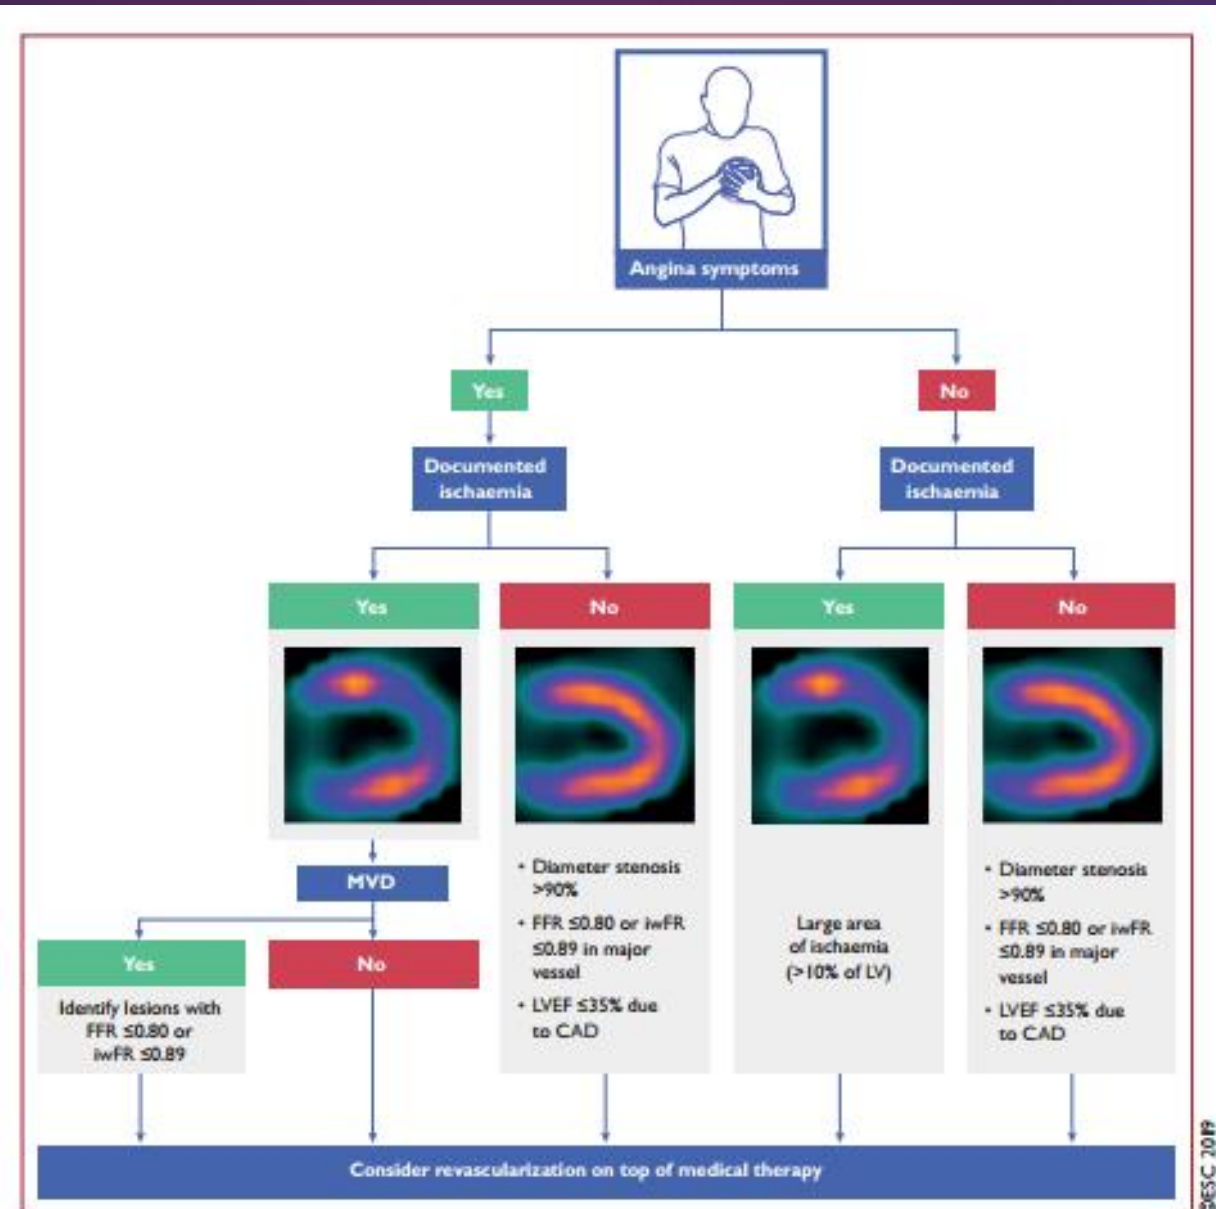 Angina symptoms
Yes
No
Documented
ischaemia
Documented
ischaemia
Yes
No
Yes
No
MVD
Yes
No
Identify lesions with
FFR ≤0.80 or
iwFR ≤0.89
• Diameter stenosis
>90%
• FFR ≤0.80 or iwFR
≤0.89 in major
vessel
• LVEF ≤35% due
to CAD
Large area
of ischaemia
(>10% of LV)
• Diameter stenosis
>90%
• FFR ≤0.80 or iwFR
≤0.89 in major
vessel
• LVEF ≤35% due
to CAD
Consider revascularization on top of medical therapy
©ESC 2019